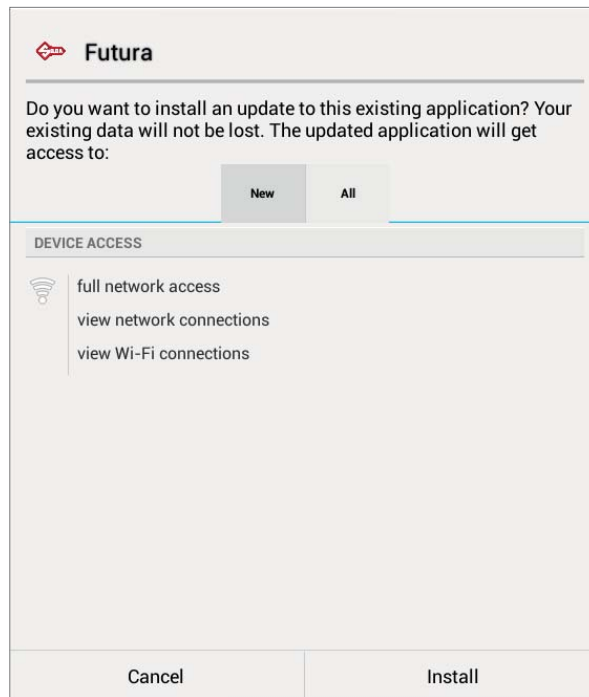 Futura
Do you want to install an update to this existing application? Your
existing data will not be lost. The updated application will get
access to:
New All
DEVICE ACCESS
full network access
view network connections
view Wi-Fi connections
Cancel Install